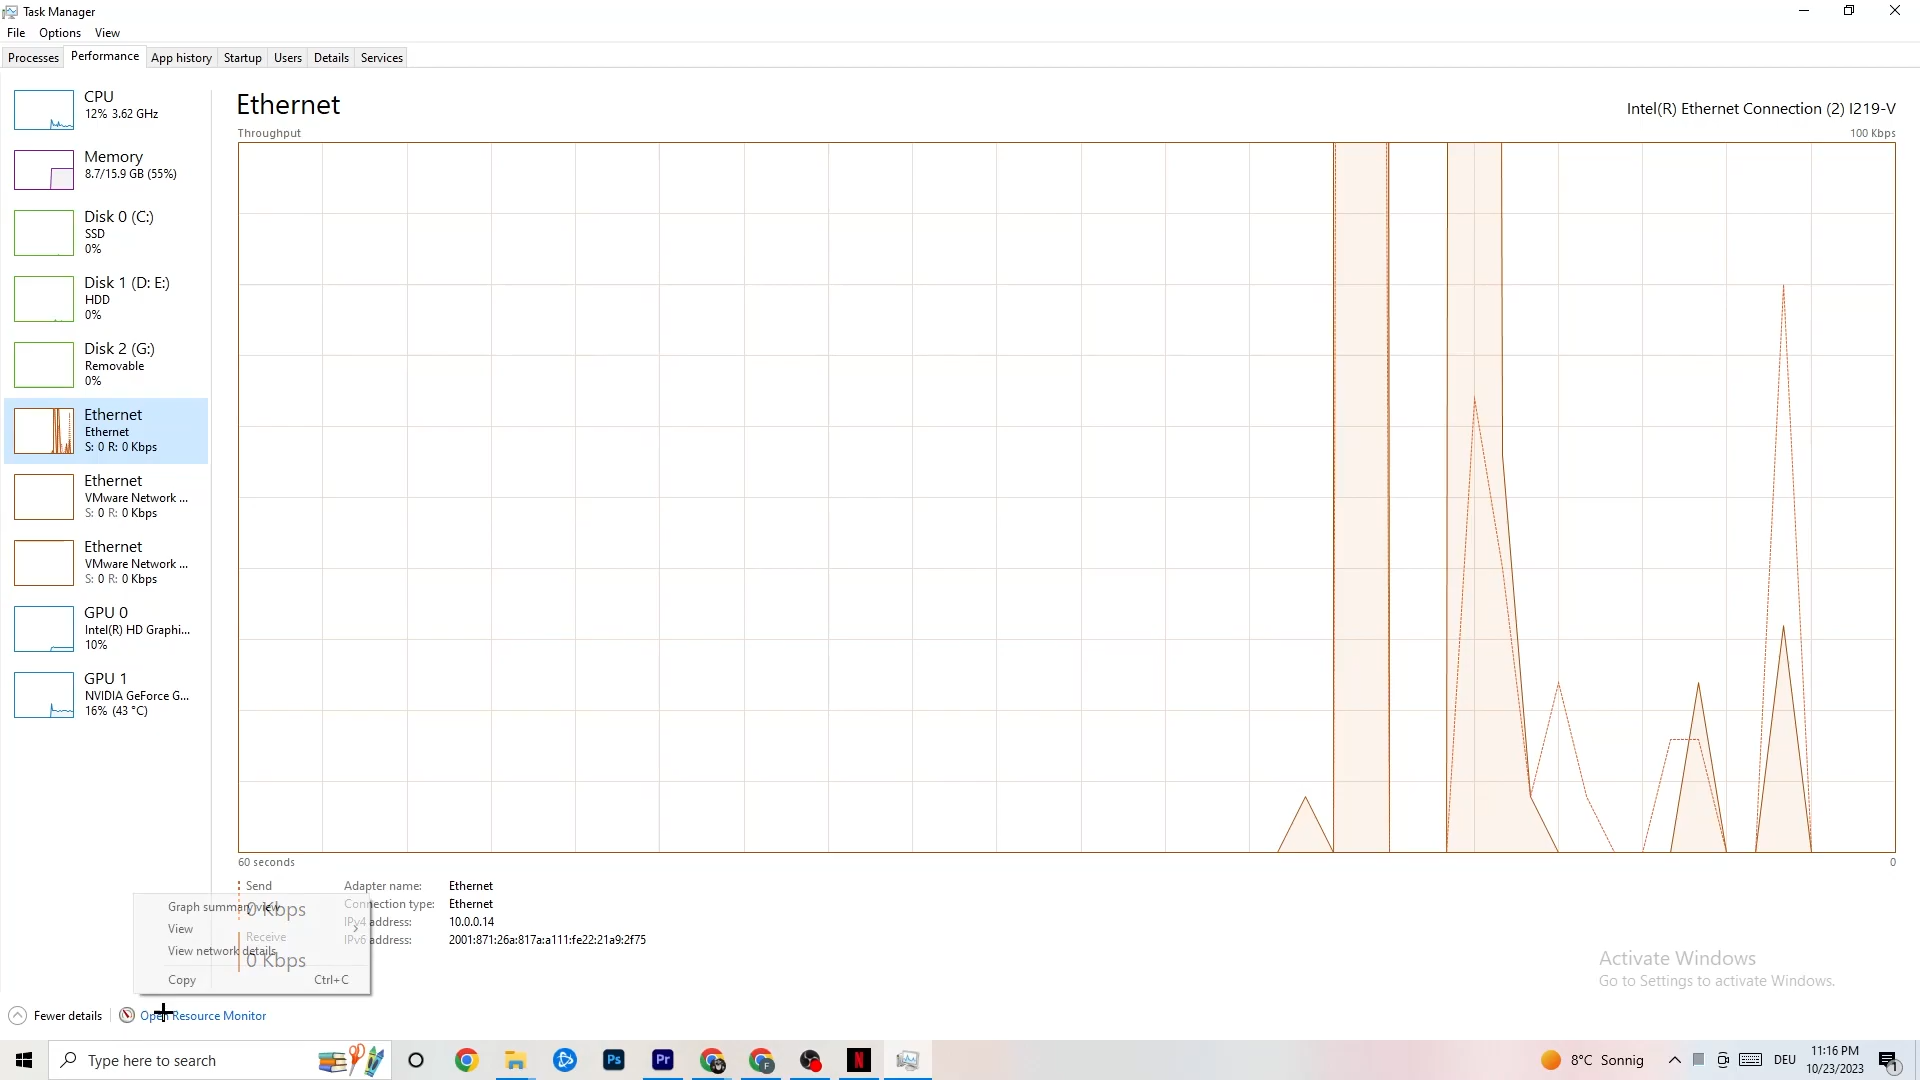 Task Manager
File Options View
Processes Performance App history Startup Users Details Services
CPU
12% 3.62 GHz
Memory
8.7/15.9 GB (55%)
Disk 0 (C:)
SSD
0%
Disk 1 (D: E:)
HDD
0%
Disk 2 (G:)
Removable
0%
Ethernet
Ethernet
S: 0 R: 0 Kbps
Ethernet
VMware Network ...
S: 0 R: 0 Kbps
Ethernet
VMware Network ...
S: 0 R: 0 Kbps
GPU 0
Intel(R) HD Graphi...
10%
GPU 1
NVIDIA GeForce G...
16% (43 °C)
Ethernet
Intel(R) Ethernet Connection (2) I219-V
Throughput
100 Kbps
60 seconds
0
Send
0 Kbps
Receive
0 Kbps
Adapter name: Ethernet
Connection type: Ethernet
IPv4 address: 10.0.0.14
IPv6 address: 2001:871:26a:817a:a111:fe22:21a9:2f75
Graph summary view
View
View network details
Copy Ctrl+C
Activate Windows
Go to Settings to activate Windows.
Fewer details
Open Resource Monitor
Type here to search
Ps
Pr
F
N
8°C Sonnig
DEU
11:16 PM
10/23/2023
1